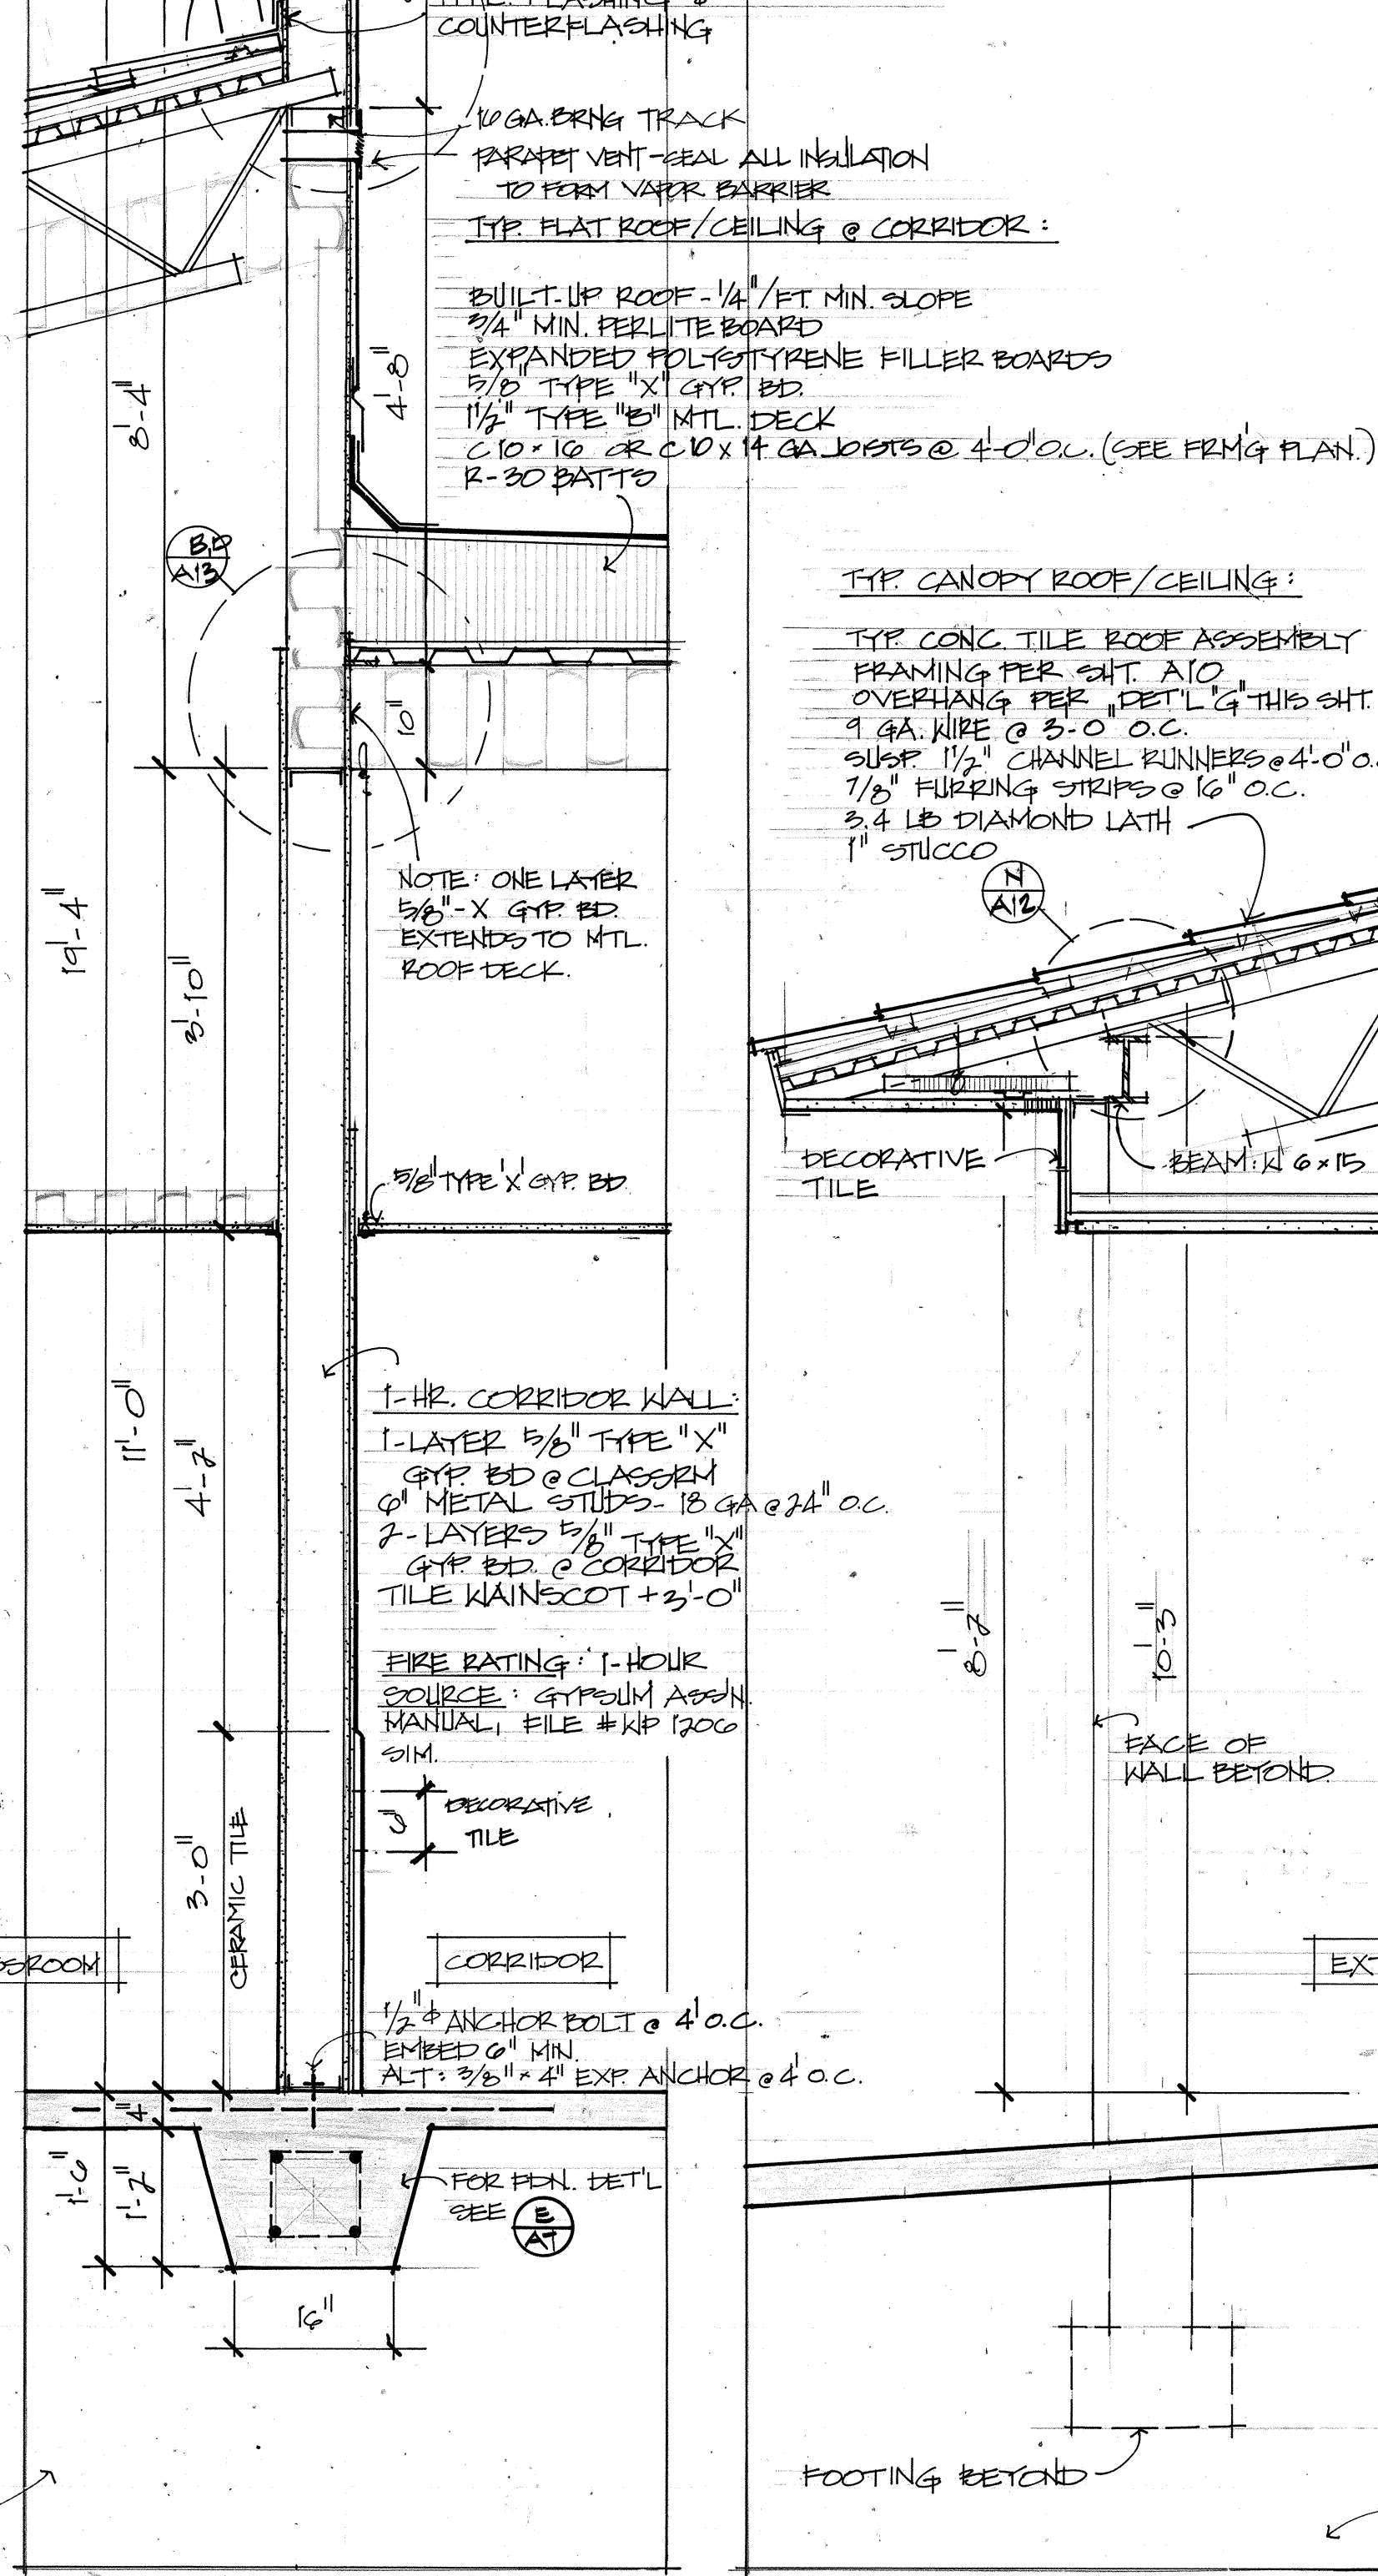 COUNTERFLASHING
16 GA. BRNG TRACK
PARAPET VENT-SEAL ALL INSULATION
TO FORM VAPOR BARRIER
TYP. FLAT ROOF/CEILING @ CORRIDOR:
BUILT-UP ROOF - 1/4"/FT. MIN. SLOPE
3/4" MIN. PERLITE BOARD
EXPANDED POLYSTYRENE FILLER BOARDS
5/8" TYPE "X" GYP. BD.
1 1/2" TYPE "B" MTL. DECK
C 10 x 16 OR C 10 x 14 GA JOISTS @ 4'-0" O.C. (SEE FRM'G PLAN.)
R-30 BATTS
8'-4"
4'-8"
B,D
A13
10"
TYP. CANOPY ROOF/CEILING:
TYP. CONC. TILE ROOF ASSEMBLY
FRAMING PER SHT. A10
OVERHANG PER DET'L "G" THIS SHT.
9 GA. WIRE @ 3'-0" O.C.
SUSP. 1 1/2" CHANNEL RUNNERS @ 4'-0" O.
7/8" FURRING STRIPS @ 16" O.C.
3.4 LB DIAMOND LATH
1" STUCCO
N
A12
NOTE: ONE LAYER
5/8"-X GYP. BD.
EXTENDS TO MTL.
ROOF DECK.
19'-4"
3'-10"
DECORATIVE
TILE
BEAM: W 6x15
5/8" TYPE 'X' GYP. BD.
11'-0"
4'-2"
1-HR. CORRIDOR WALL:
1-LAYER 5/8" TYPE "X"
GYP. BD @ CLASSRM
6" METAL STUDS - 18 GA @ 24" O.C.
2-LAYERS 5/8" TYPE "X"
GYP. BD. @ CORRIDOR
TILE WAINSCOT +3'-0"
FIRE RATING: 1-HOUR
SOURCE: GYPSUM ASS'N.
MANUAL, FILE # WP 1206
SIM.
8'-2"
10'-3"
FACE OF
WALL BEYOND.
6"
DECORATIVE
TILE
3'-0"
CERAMIC TILE
SSROOM
CORRIDOR
EXT
1/2" Φ ANCHOR BOLT @ 4' O.C.
EMBED 6" MIN.
ALT: 3/8" x 4" EXP. ANCHOR @ 4' O.C.
4"
1'-6"
1'-2"
FOR FDN. DET'L
SEE
E
A7
16"
FOOTING BEYOND